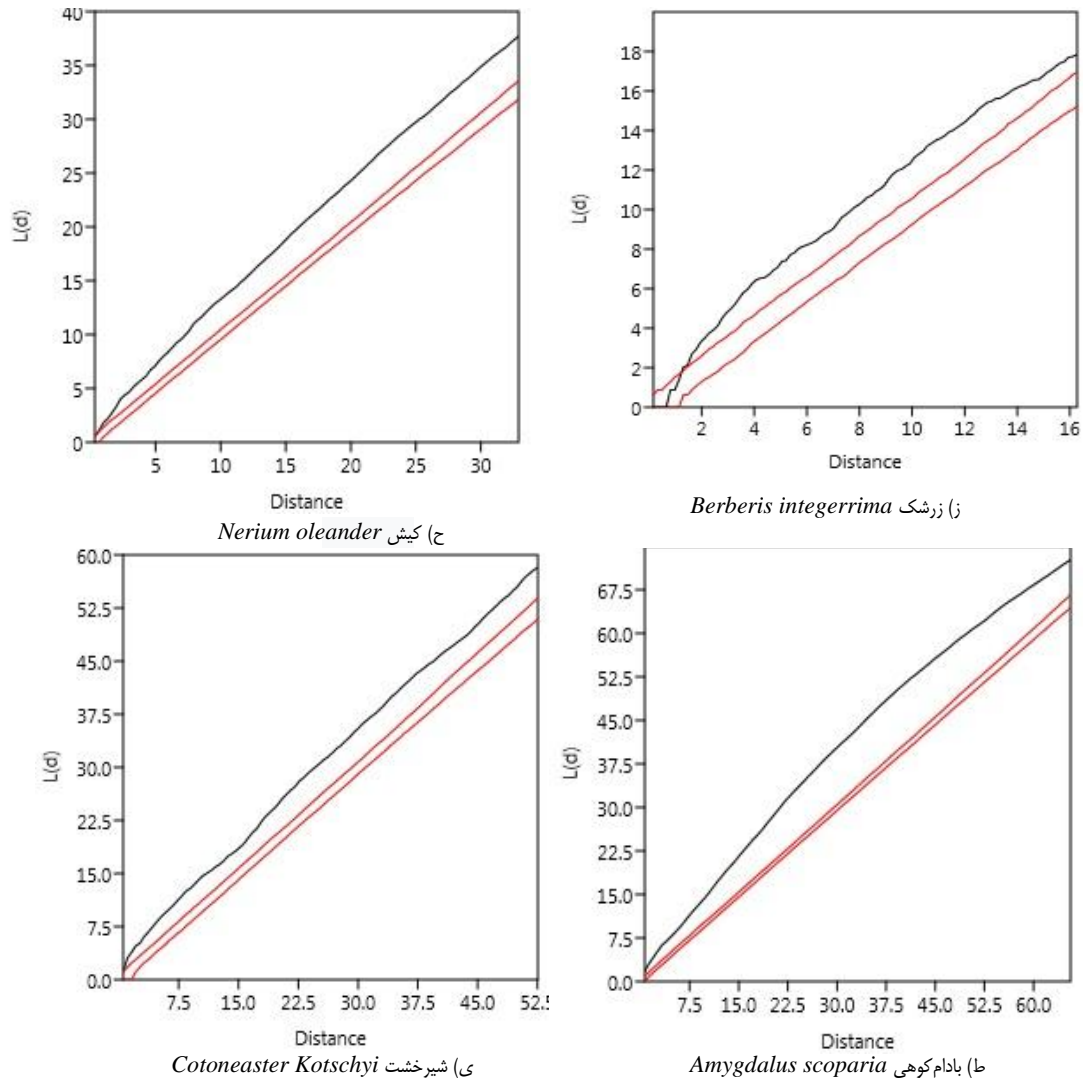 40
35
30
25
20
15
10
5
0
L(d)
5 10 15 20 25 30
Distance
ح) کیش Nerium oleander
18
16
14
12
10
8
6
4
2
0
L(d)
2 4 6 8 10 12 14 16
Distance
ز) زرشک Berberis integerrima
60.0
52.5
45.0
37.5
30.0
22.5
15.0
7.5
0.0
L(d)
7.5 15.0 22.5 30.0 37.5 45.0 52.5
Distance
ی) شیرخشت Cotoneaster Kotschyi
67.5
60.0
52.5
45.0
37.5
30.0
22.5
15.0
7.5
0.0
L(d)
7.5 15.0 22.5 30.0 37.5 45.0 52.5 60.0
Distance
ط) بادام‌کوهی Amygdalus scoparia